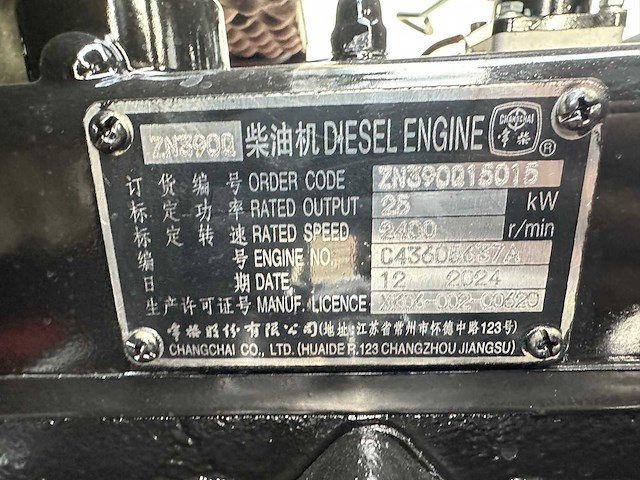 ZN390Q 柴油机 DIESEL ENGINE CHANGCHAI 常柴 ®
订货编号 ORDER CODE ZN390Q15015
标定功率 RATED OUTPUT 25 kW
标定转速 RATED SPEED 2400 r/min
编号 ENGINE NO.
日期 DATE 12 2024
生产许可证号 MANUF. LICENCE XK06-002-00620
常柴股份有限公司(地址:江苏省常州市怀德中路123号)
CHANGCHAI CO., LTD. (HUAIDE R.123 CHANGZHOU JIANGSU)